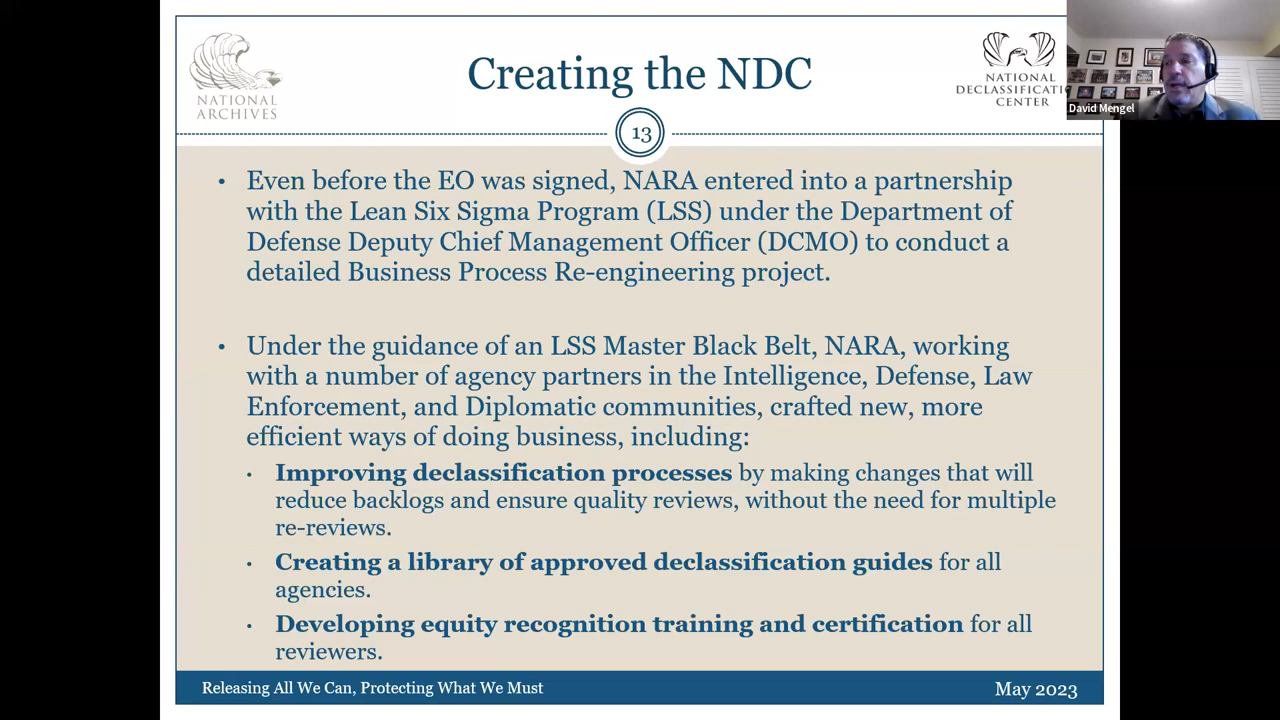 NATIONAL
ARCHIVES
Creating the NDC
NATIONAL
DECLASSIFICATIO
CENTER
David Mengel
13
• Even before the EO was signed, NARA entered into a partnership
with the Lean Six Sigma Program (LSS) under the Department of
Defense Deputy Chief Management Officer (DCMO) to conduct a
detailed Business Process Re-engineering project.
• Under the guidance of an LSS Master Black Belt, NARA, working
with a number of agency partners in the Intelligence, Defense, Law
Enforcement, and Diplomatic communities, crafted new, more
efficient ways of doing business, including:
• Improving declassification processes by making changes that will
reduce backlogs and ensure quality reviews, without the need for multiple
re-reviews.
• Creating a library of approved declassification guides for all
agencies.
• Developing equity recognition training and certification for all
reviewers.
Releasing All We Can, Protecting What We Must
May 2023